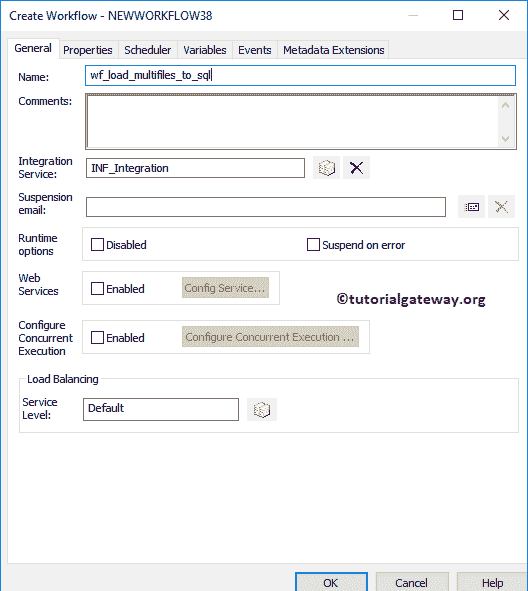 Create Workflow - NEWWORKFLOW38
General Properties Scheduler Variables Events Metadata Extensions
Name: wf_load_multifiles_to_sql
Comments:
Integration
Service: INF_Integration
Suspension
email:
Runtime
options Disabled Suspend on error
Web
Services Enabled Config Service...
©tutorialgateway.org
Configure
Concurrent
Execution Enabled Configure Concurrent Execution ...
Load Balancing
Service
Level: Default
OK Cancel Help